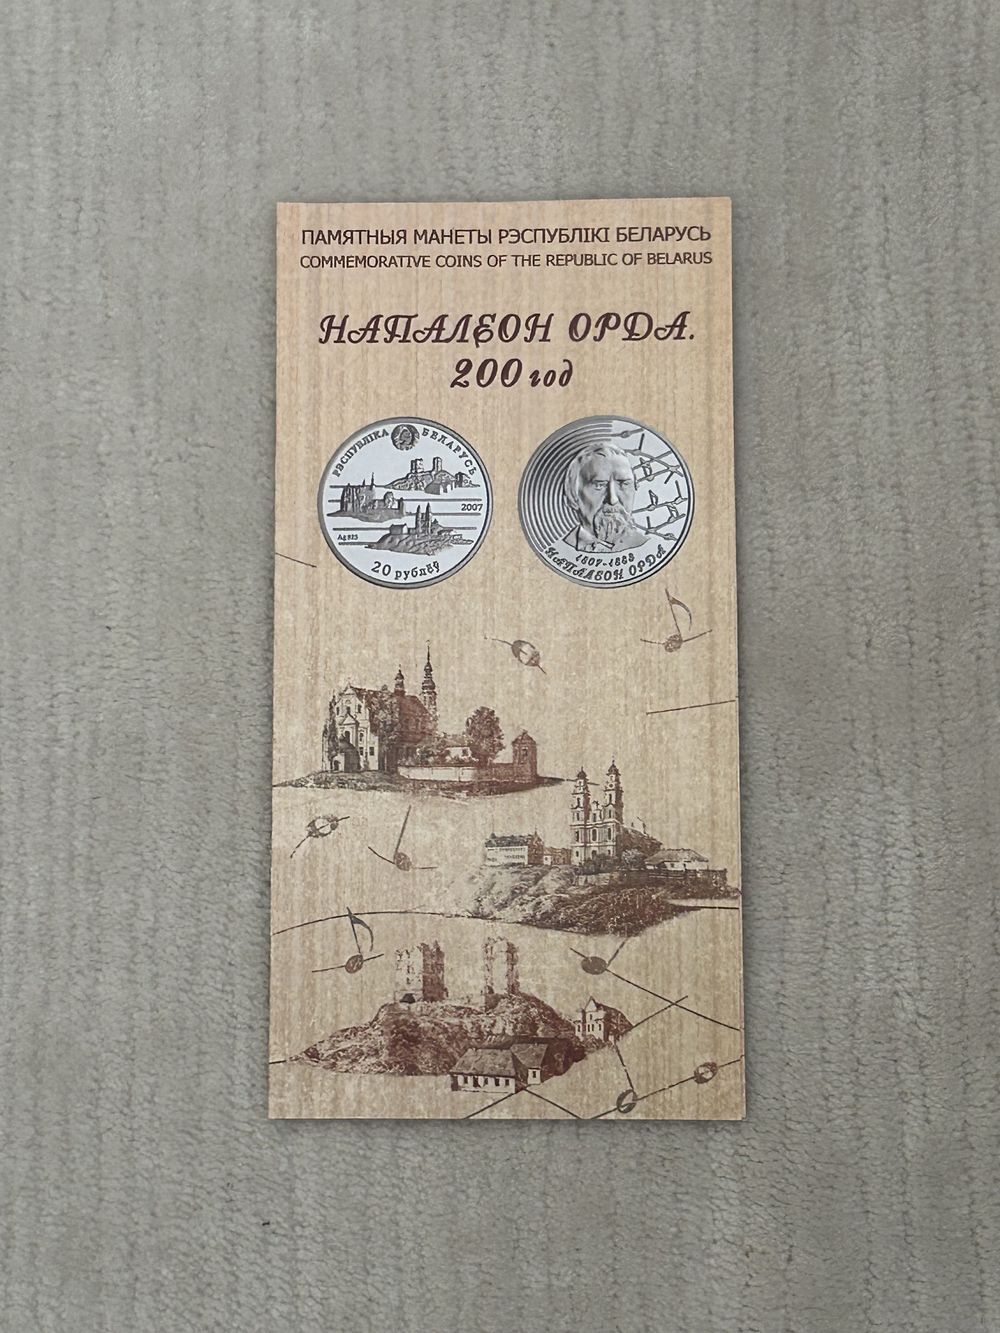 ПАМЯТНЫЯ МАНЕТЫ РЭСПУБЛІКІ БЕЛАРУСЬ
COMMEMORATIVE COINS OF THE REPUBLIC OF BELARUS
НАПАЛЕОН ОРДА.
200 год
РЭСПУБЛІКА БЕЛАРУСЬ
2007
Ag 925
20 рублёў
1807-1883
НАПАЛЕОН ОРДА